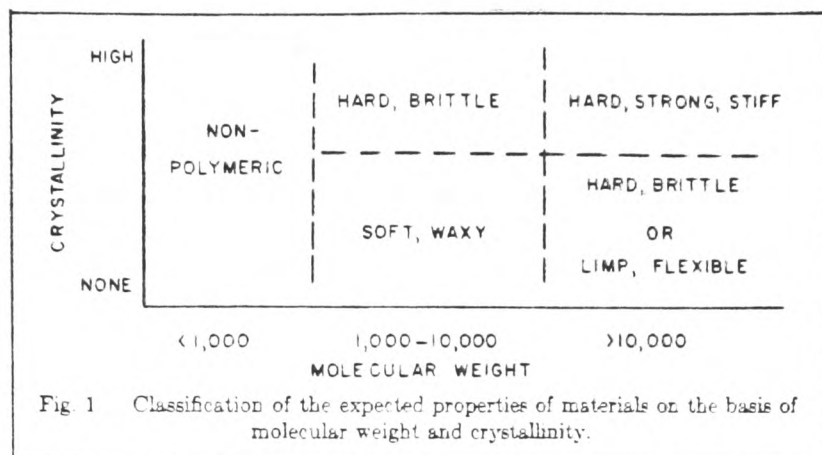 HIGH
CRYSTALLINITY
NONE
NON-
POLYMERIC
HARD, BRITTLE
HARD, STRONG, STIFF
SOFT, WAXY
HARD, BRITTLE
OR
LIMP, FLEXIBLE
<1,000
1,000–10,000
>10,000
MOLECULAR WEIGHT
Fig. 1 Classification of the expected properties of materials on the basis of
molecular weight and crystallinity.